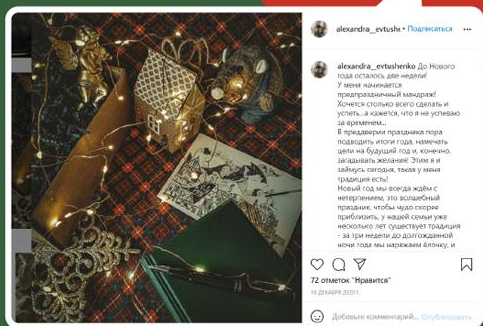 alexandra_evtushe • Подписаться •••
alexandra_evtushenko До Нового
года осталось две недели!
У меня начинается
предпраздничный мандраж!
Хочется столько всего сделать и
успеть...а кажется, что я не успеваю
за временем...
В преддверии праздника пора
подводить итоги года, намечать
цели на будущий год и, конечно,
загадывать желания! Этим я и
займусь сегодня, такая у меня
традиция есть!
Новый год мы всегда ждём с
нетерпением, это волшебный
праздник, чтобы чудо скорее
приблизить, у нашей семьи уже
несколько лет существует традиция
- за три недели до долгожданной
ночи года мы наряжаем ёлочку, и
72 отметок "Нравится"
14 ДЕКАБРЯ 2020 Г.
Добавьте комментарий... Опубликовать